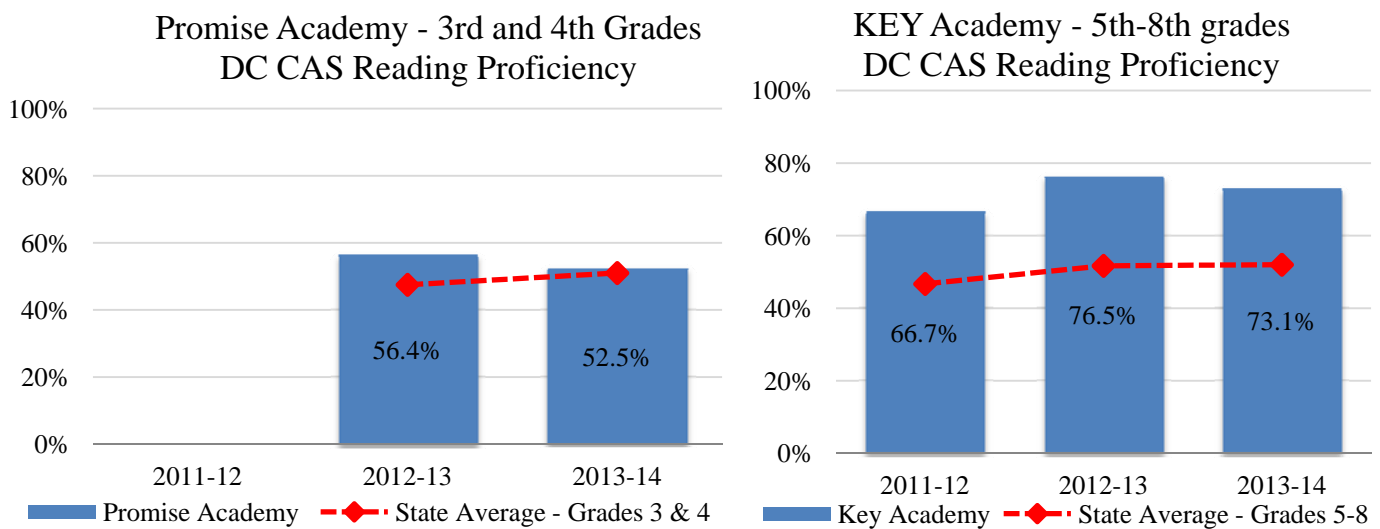 Promise Academy - 3rd and 4th Grades
DC CAS Reading Proficiency
100%
80%
60%
40%
20%
0%
56.4%
52.5%
2011-12
2012-13
2013-14
Promise Academy
State Average - Grades 3 & 4
KEY Academy - 5th-8th grades
DC CAS Reading Proficiency
100%
80%
60%
40%
20%
0%
66.7%
76.5%
73.1%
2011-12
2012-13
2013-14
Key Academy
State Average - Grades 5-8